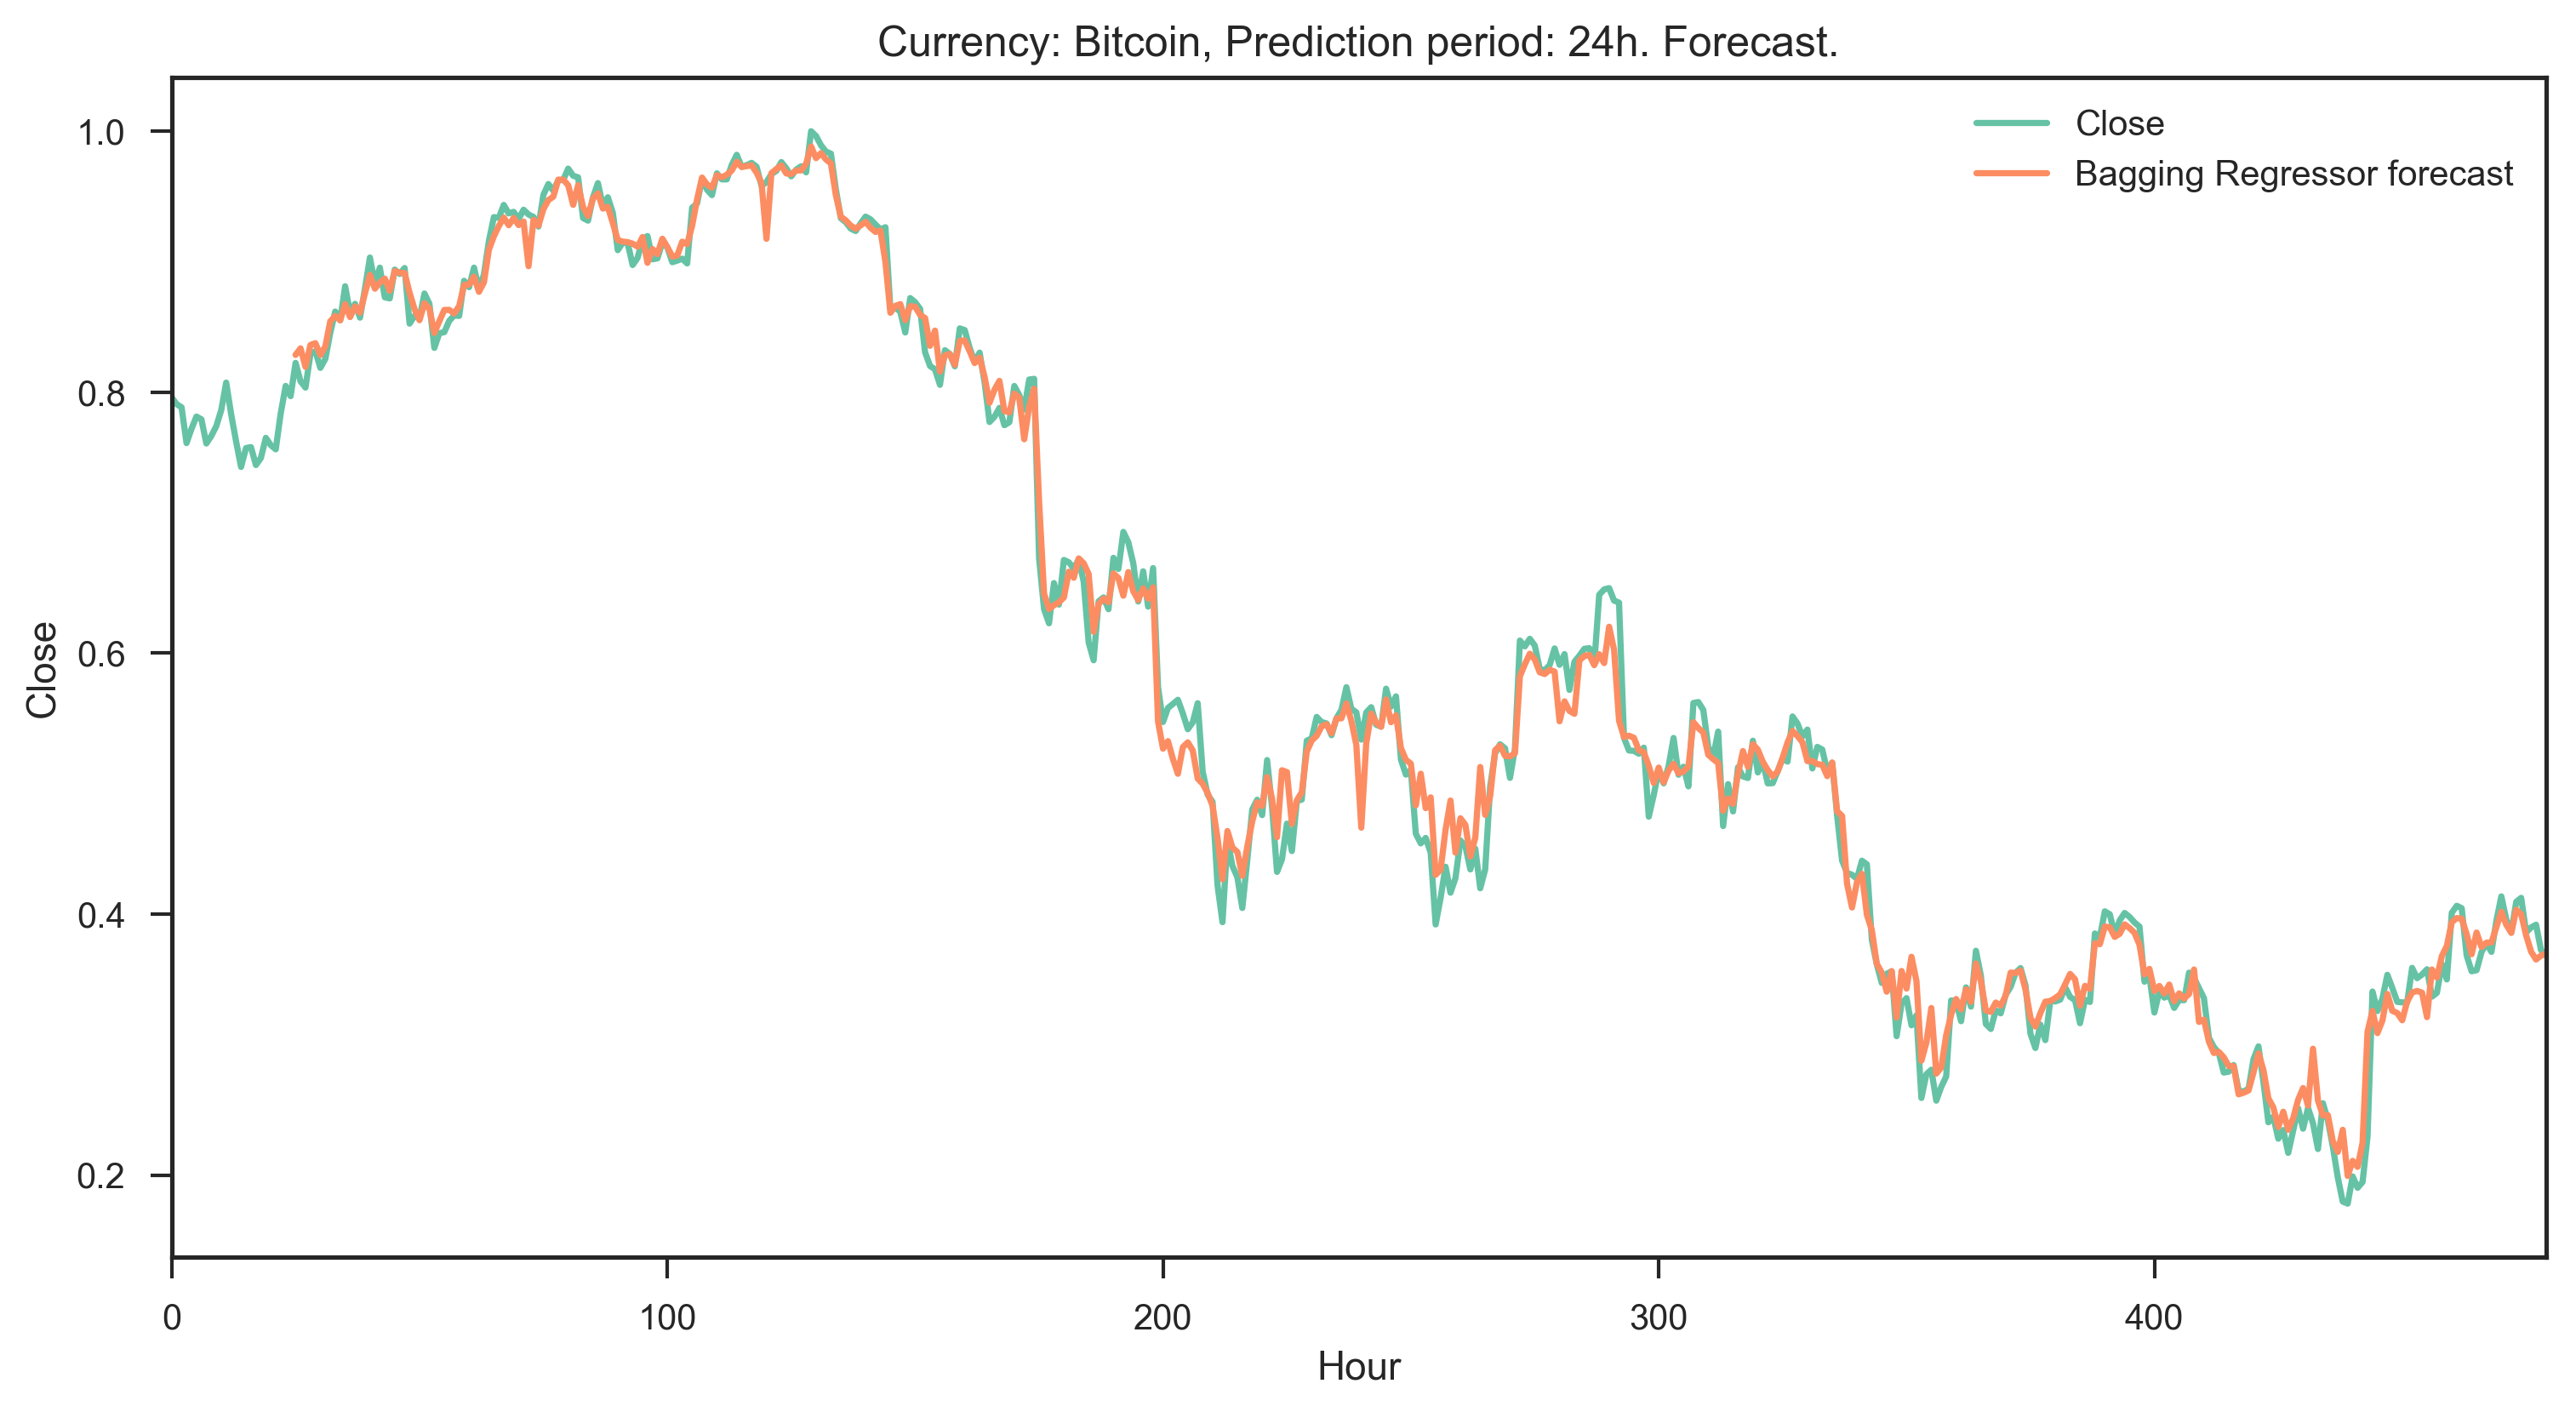 Currency: Bitcoin, Prediction period: 24h. Forecast.
Close
Bagging Regressor forecast
1.0
0.8
0.6
0.4
0.2
Close
0
100
200
300
400
Hour